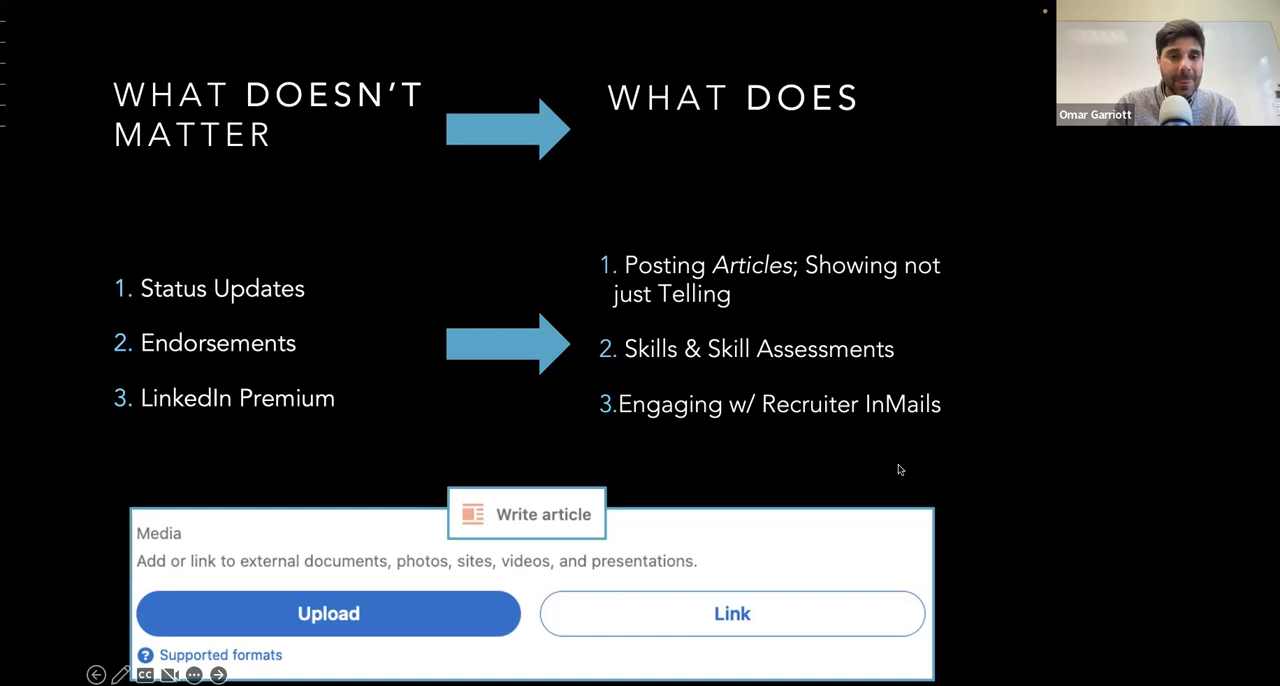 WHAT DOESN'T
MATTER
WHAT DOES
Omar Garriott
1. Status Updates
2. Endorsements
3. LinkedIn Premium
1. Posting Articles; Showing not
just Telling
2. Skills & Skill Assessments
3.Engaging w/ Recruiter InMails
Write article
Media
Add or link to external documents, photos, sites, videos, and presentations.
Upload
Link
? Supported formats
CC